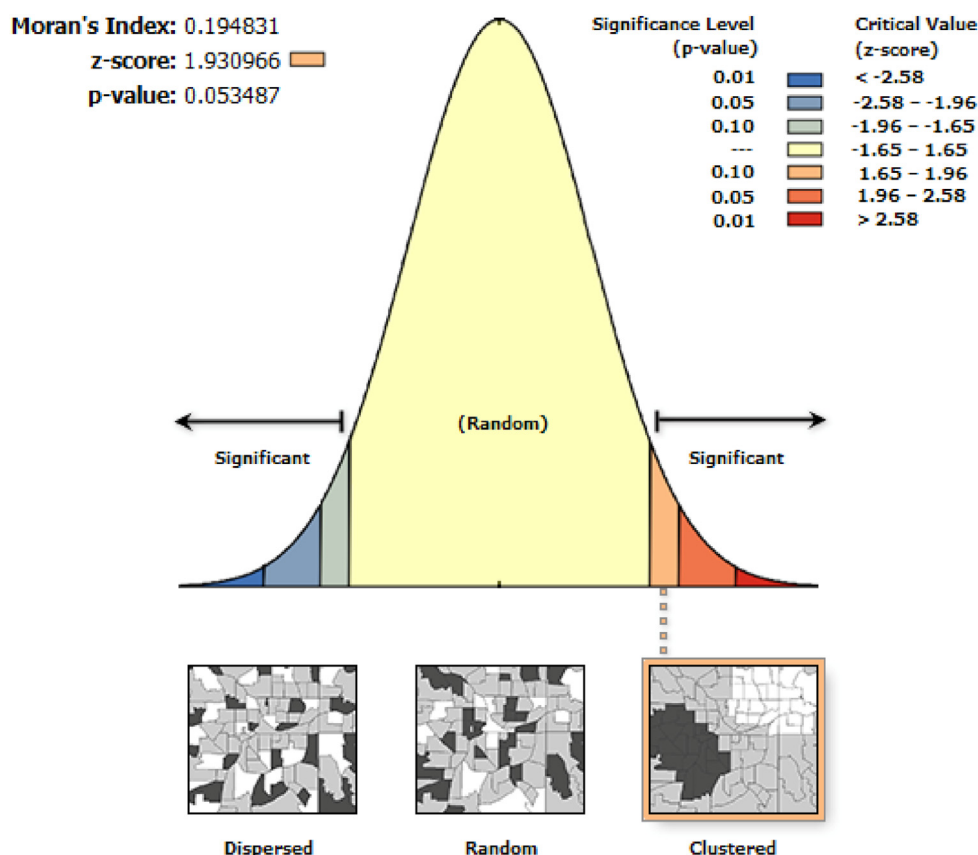 Moran's Index: 0.194831
z-score: 1.930966
p-value: 0.053487
Significance Level
(p-value)
Critical Value
(z-score)
0.01 < -2.58
0.05 -2.58 – -1.96
0.10 -1.96 – -1.65
--- -1.65 – 1.65
0.10 1.65 – 1.96
0.05 1.96 – 2.58
0.01 > 2.58
(Random)
Significant
Significant
Dispersed
Random
Clustered